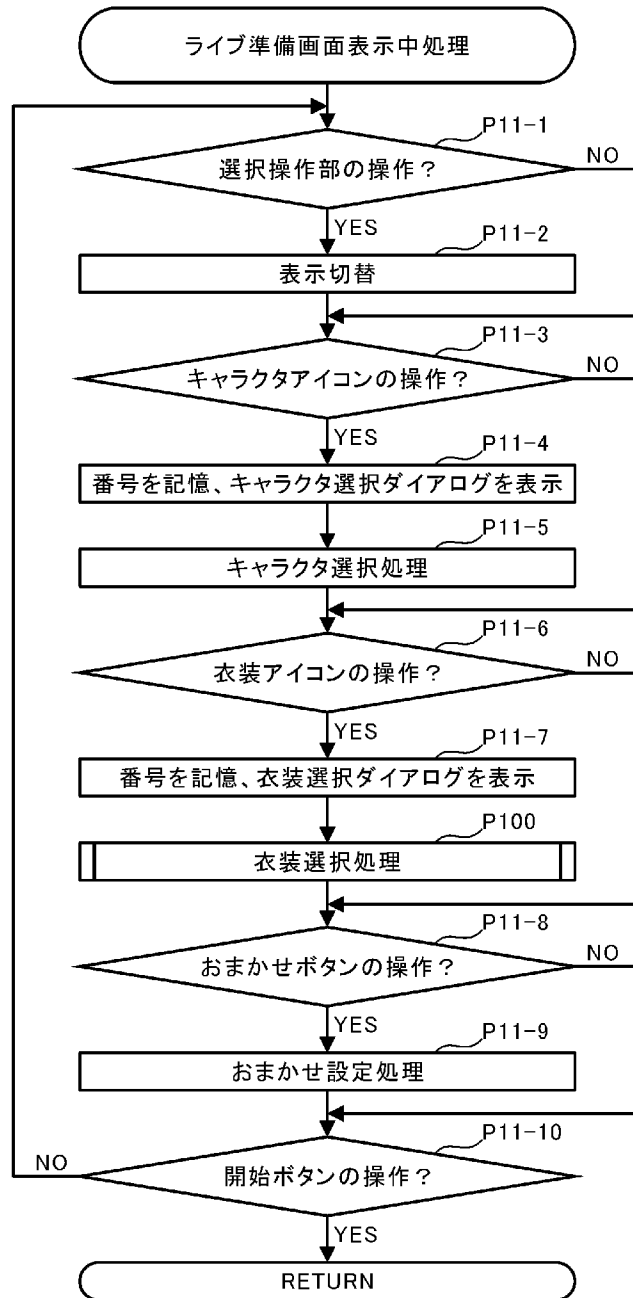 ライブ準備画面表示中処理
P11-1
選択操作部の操作？
NO
YES
P11-2
表示切替
P11-3
キャラクタアイコンの操作？
NO
YES
P11-4
番号を記憶、キャラクタ選択ダイアログを表示
P11-5
キャラクタ選択処理
P11-6
衣装アイコンの操作？
NO
YES
P11-7
番号を記憶、衣装選択ダイアログを表示
P100
衣装選択処理
P11-8
おまかせボタンの操作？
NO
YES
P11-9
おまかせ設定処理
P11-10
NO
開始ボタンの操作？
YES
RETURN